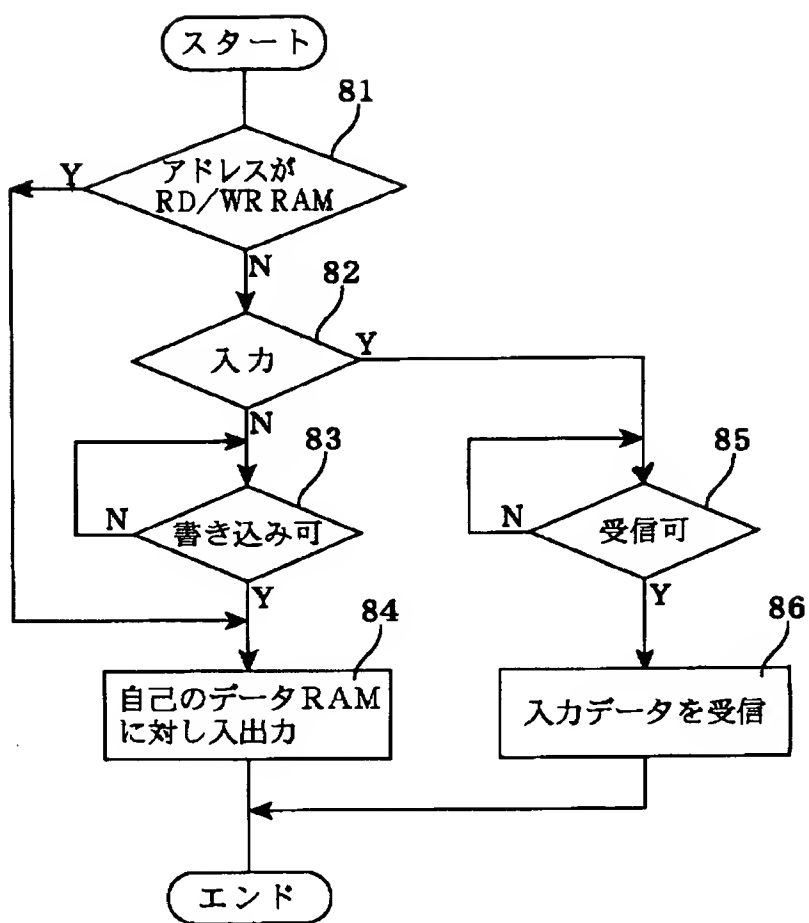 スタート
81
アドレスが
RD/WR RAM
Y
N
82
入力
Y
N
83
書き込み可
N
Y
85
受信可
N
Y
84
自己のデータRAM
に対し入出力
86
入力データを受信
エンド